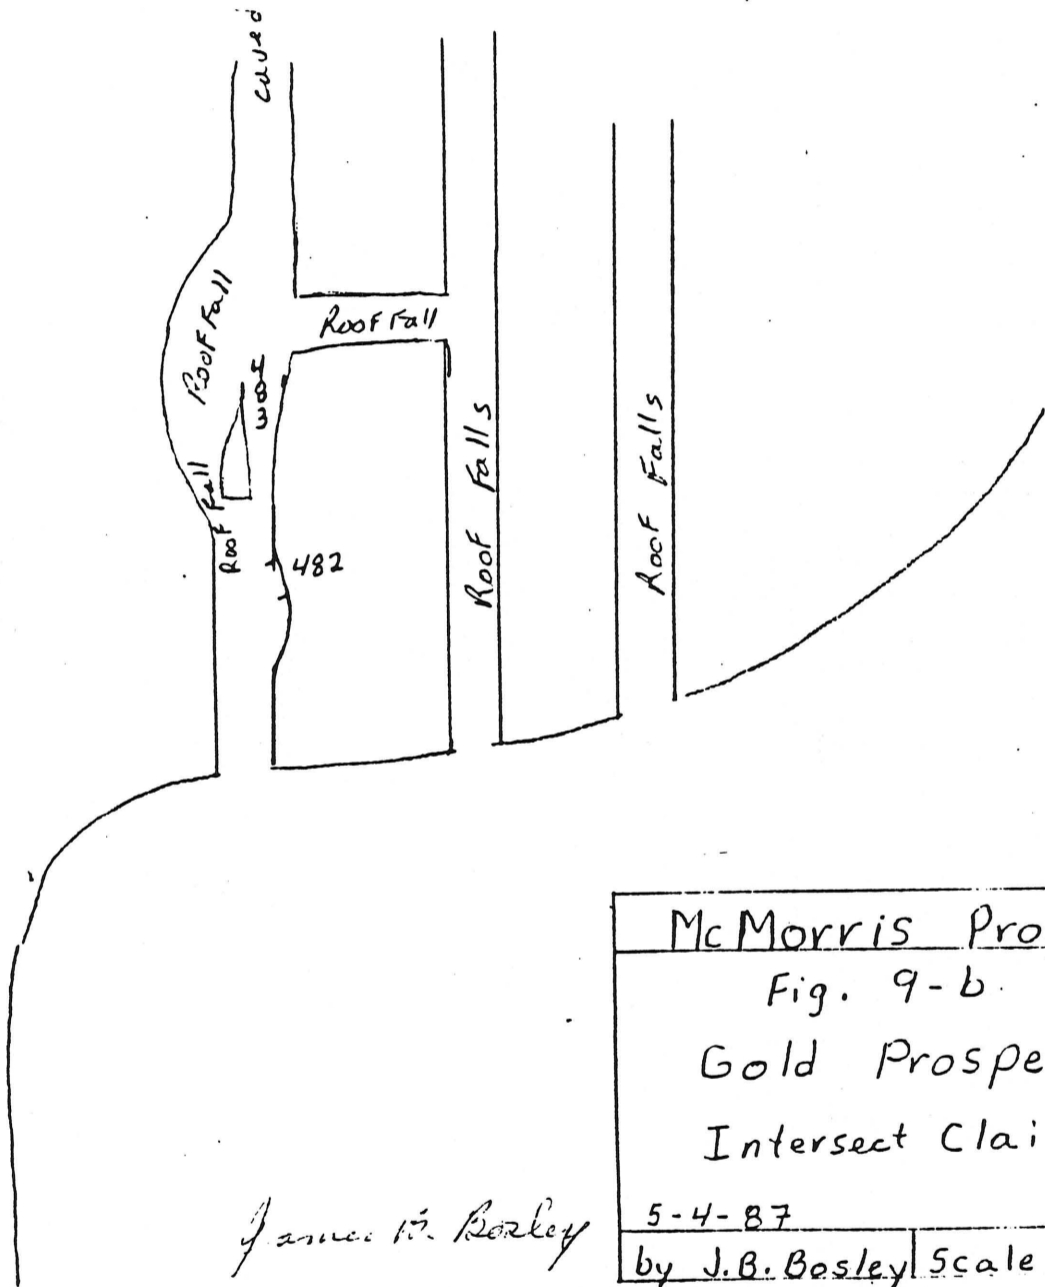 caved
Roof Fall
Roof Fall
Roof Fall
Roof Falls
Roof Falls
482
McMorris Pro
Fig. 9-b.
Gold Prospe
Intersect Clai
5-4-87
by J.B. Bosley Scale
James B. Bosley